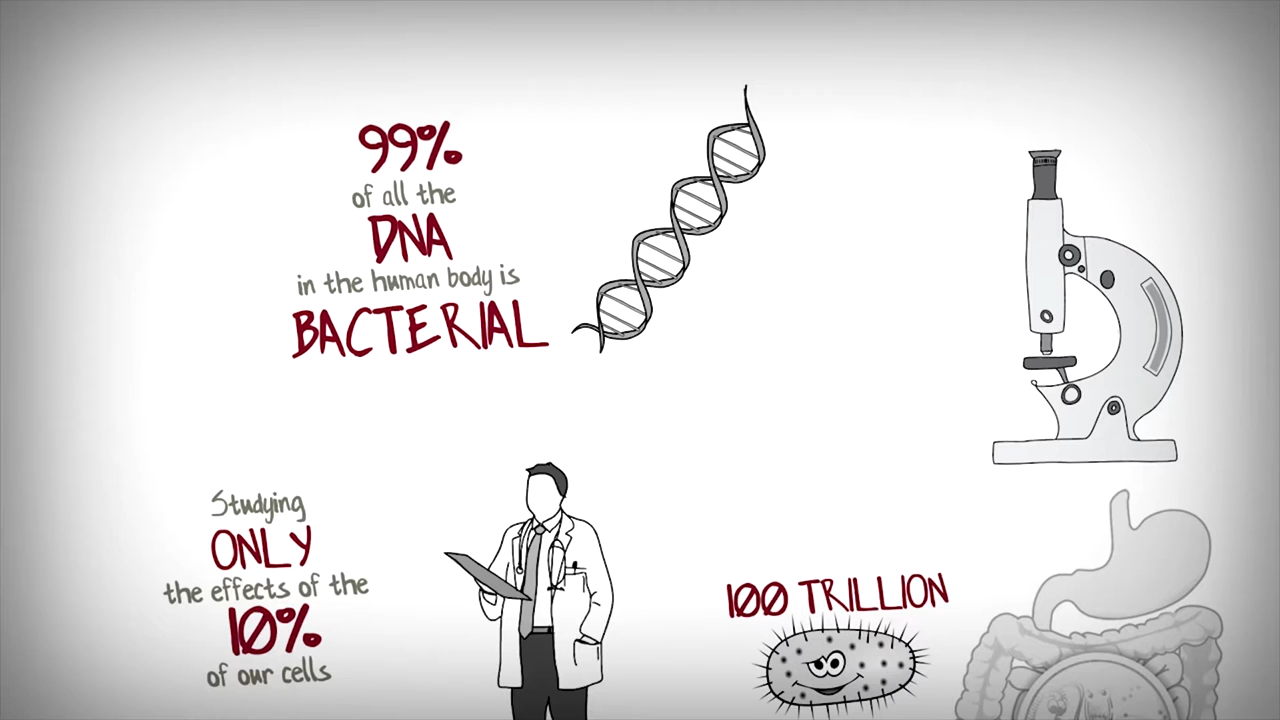 99%
of all the
DNA
in the human body is
BACTERIAL
Studying
ONLY
the effects of the
10%
of our cells
100 TRILLION